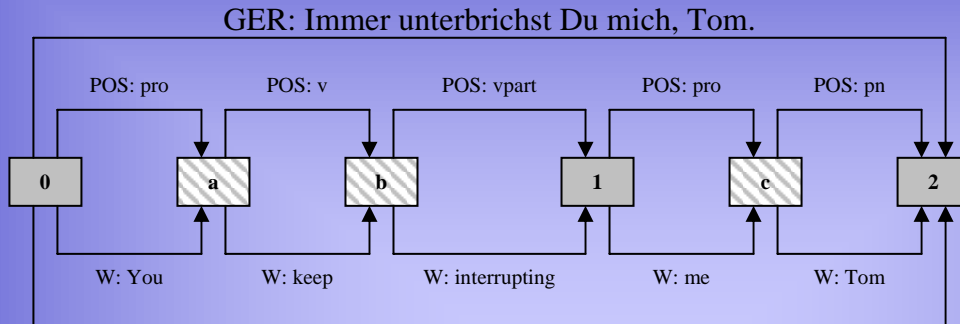 GER: Immer unterbrichst Du mich, Tom.
POS: pro POS: v POS: vpart POS: pro POS: pn
0 a b 1 c 2
W: You W: keep W: interrupting W: me W: Tom